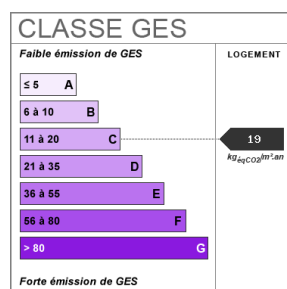 CLASSE GES
Faible émission de GES
LOGEMENT
≤ 5 A
6 à 10 B
11 à 20 C
19
kgéqCO2/m².an
21 à 35 D
36 à 55 E
56 à 80 F
> 80 G
Forte émission de GES